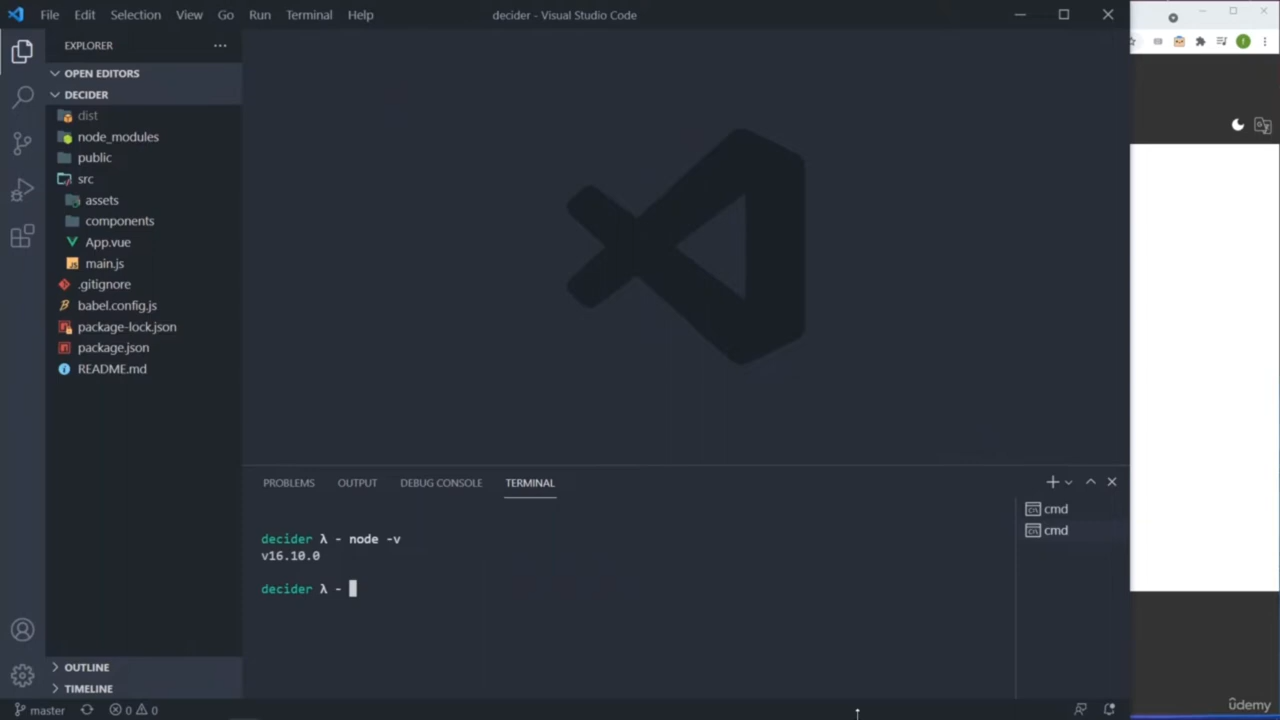 File Edit Selection View Go Run Terminal Help
decider - Visual Studio Code
EXPLORER
OPEN EDITORS
DECIDER
dist
node_modules
public
src
assets
components
App.vue
main.js
.gitignore
babel.config.js
package-lock.json
package.json
README.md
OUTLINE
TIMELINE
PROBLEMS OUTPUT DEBUG CONSOLE TERMINAL
decider λ - node -v
v16.10.0
decider λ -
cmd
cmd
master 0 0
udemy